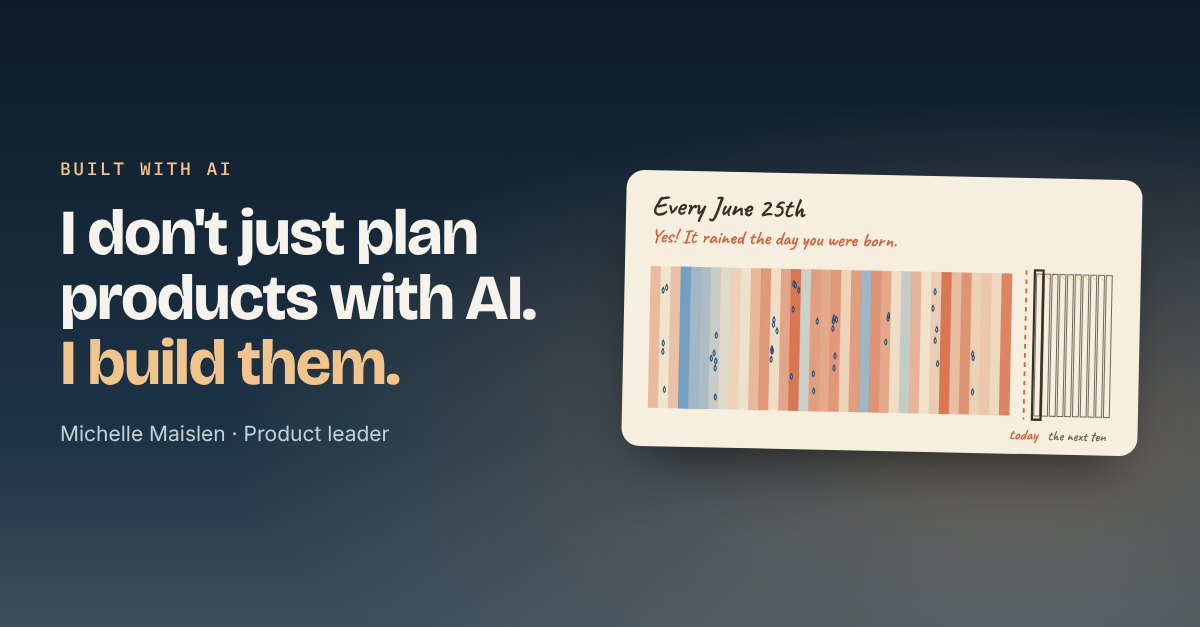 BUILT WITH AI
I don't just plan
products with AI.
I build them.
Michelle Maislen · Product leader
Every June 25th
Yes! It rained the day you were born.
today the next ten